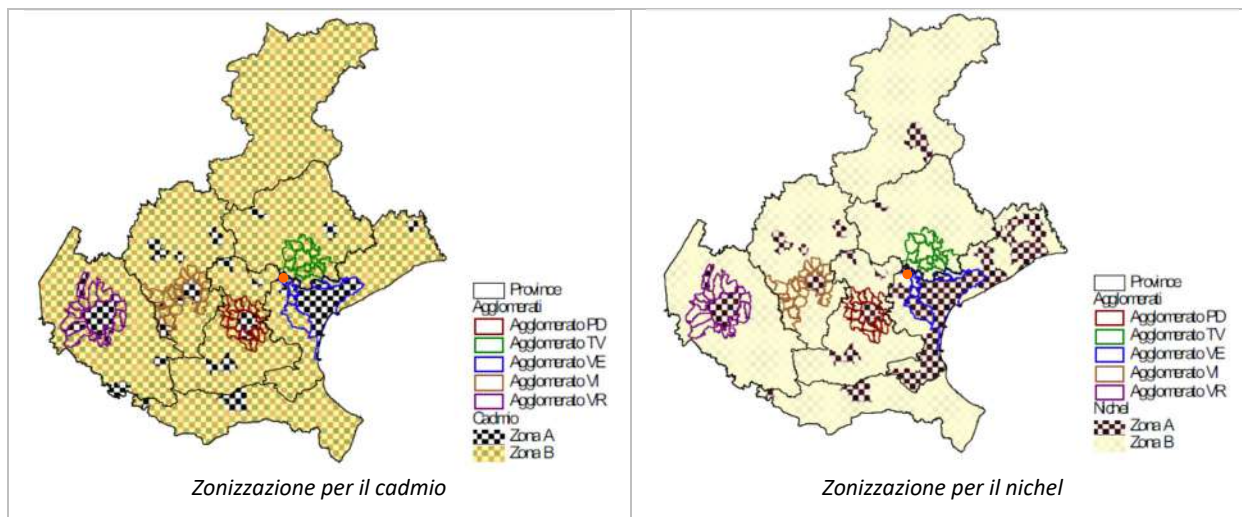 Province
Agglomerati
Agglomerato PD
Agglomerato TV
Agglomerato VE
Agglomerato VI
Agglomerato VR
Cadmio
Zona A
Zona B
Zonizzazione per il cadmio
Province
Agglomerati
Agglomerato PD
Agglomerato TV
Agglomerato VE
Agglomerato VI
Agglomerato VR
Nichel
Zona A
Zona B
Zonizzazione per il nichel